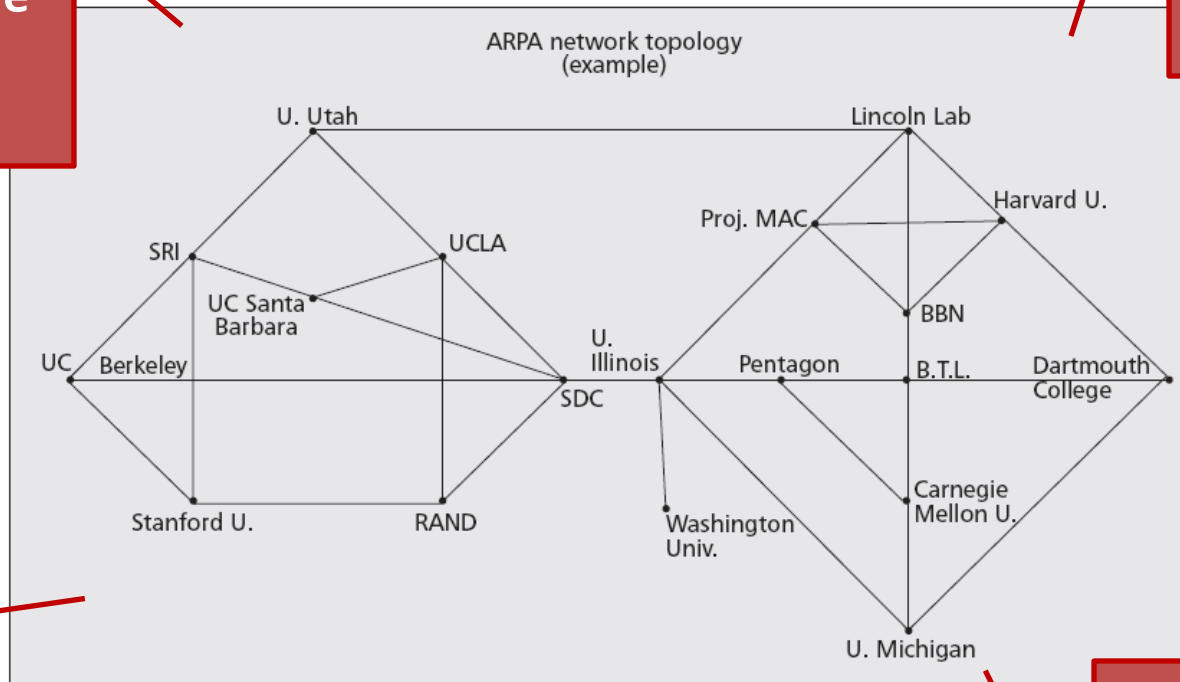 e
ARPA network topology
(example)
U. Utah
Lincoln Lab
Harvard U.
Proj. MAC
SRI
UCLA
UC Santa
Barbara
BBN
U.
Illinois
UC Berkeley
Pentagon
B.T.L.
Dartmouth
College
SDC
Carnegie
Mellon U.
Stanford U.
RAND
Washington
Univ.
U. Michigan